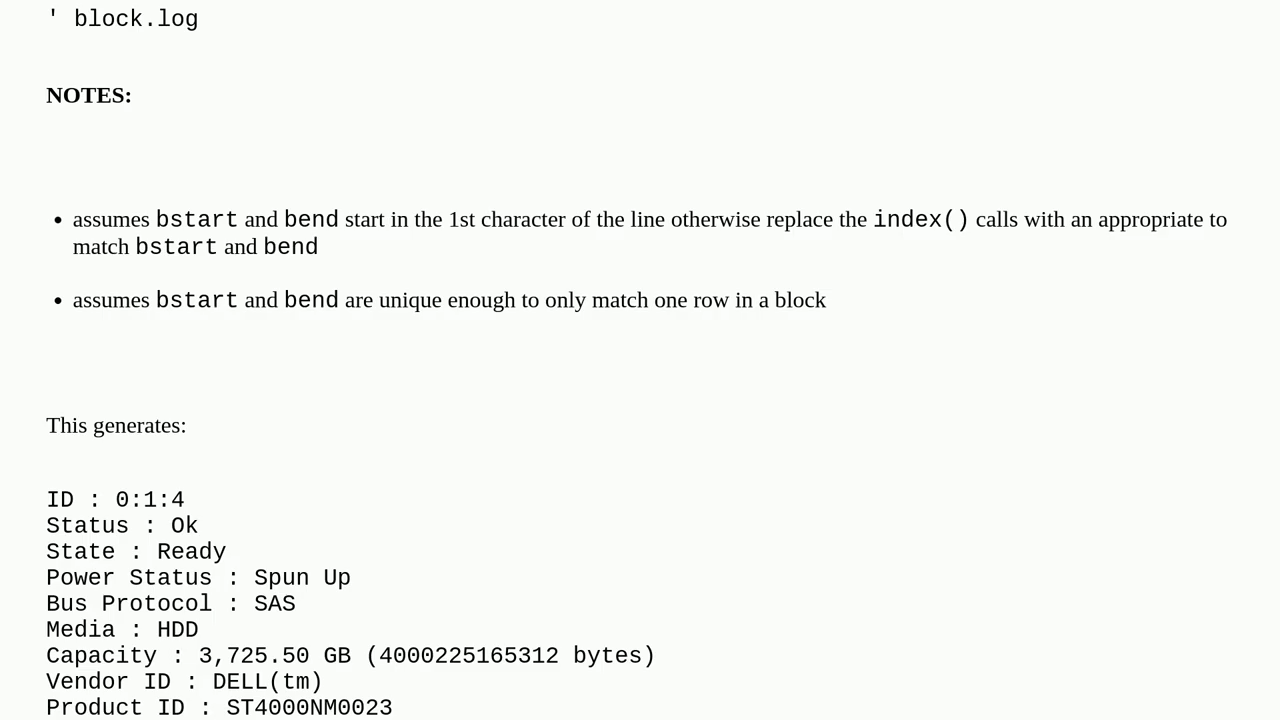 ' block.log
NOTES:
• assumes bstart and bend start in the 1st character of the line otherwise replace the index() calls with an appropriate to
match bstart and bend
• assumes bstart and bend are unique enough to only match one row in a block
This generates:
ID : 0:1:4
Status : Ok
State : Ready
Power Status : Spun Up
Bus Protocol : SAS
Media : HDD
Capacity : 3,725.50 GB (4000225165312 bytes)
Vendor ID : DELL(tm)
Product ID : ST4000NM0023